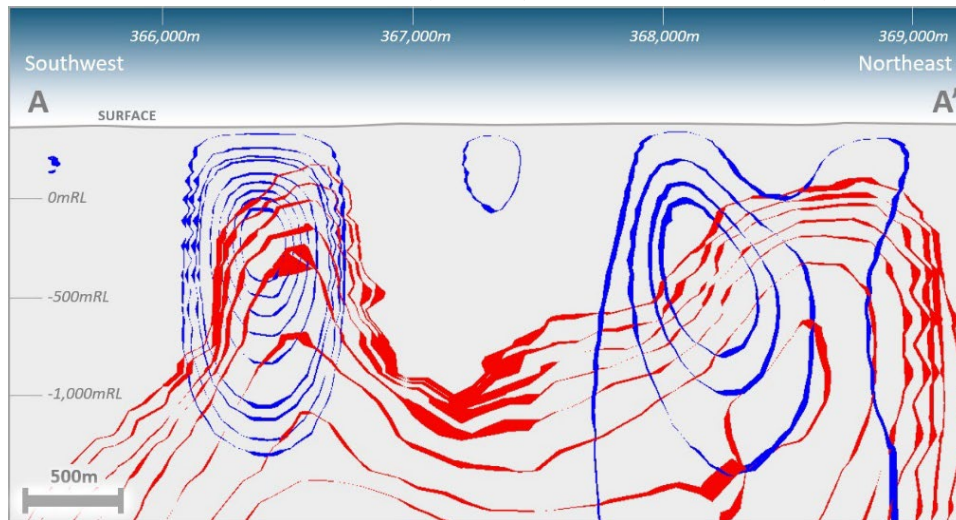 366,000m 367,000m 368,000m 369,000m
Southwest Northeast
A A'
SURFACE
0mRL
-500mRL
-1,000mRL
500m